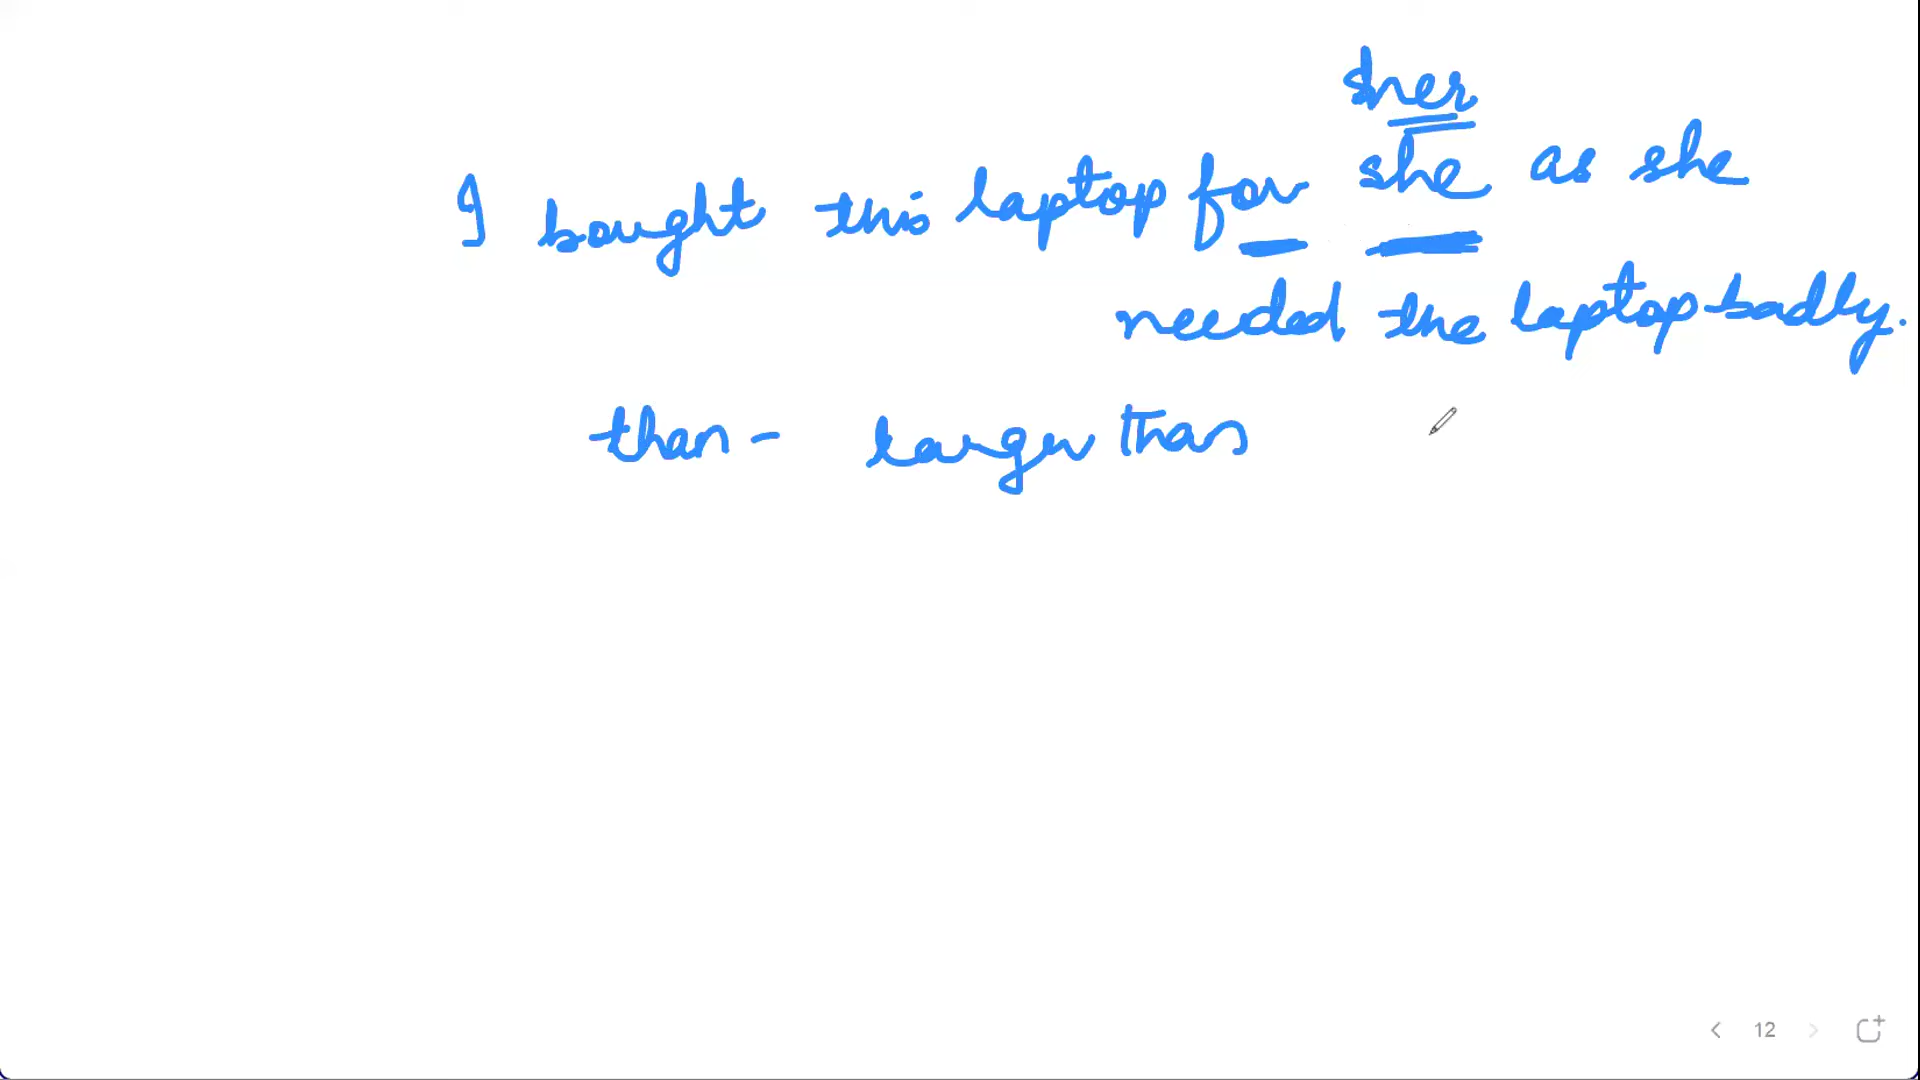 sher
I bought this laptop for she as she
needed the laptop badly.
than - larger than
12